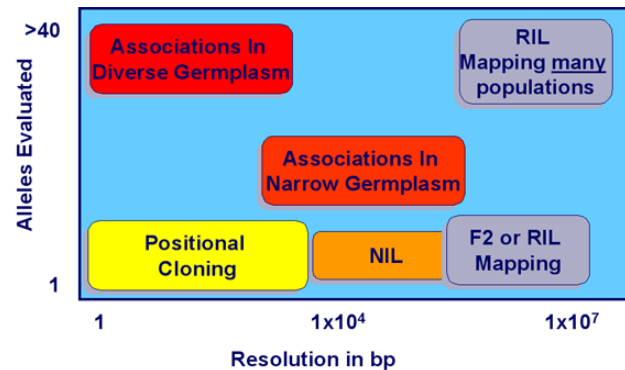 >40
Alleles Evaluated
1
Associations In
Diverse Germplasm
RIL
Mapping many
populations
Associations In
Narrow Germplasm
Positional
Cloning
NIL
F2 or RIL
Mapping
1
1x10⁴
1x10⁷
Resolution in bp